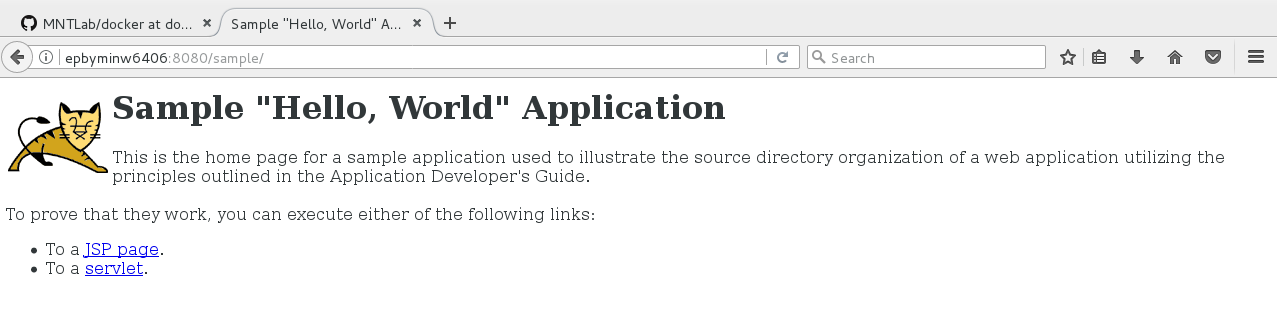 MNTLab/docker at do...
Sample "Hello, World" A...
epbyminw6406:8080/sample/
Search
Sample "Hello, World" Application
This is the home page for a sample application used to illustrate the source directory organization of a web application utilizing the
principles outlined in the Application Developer's Guide.
To prove that they work, you can execute either of the following links:
• To a JSP page.
• To a servlet.